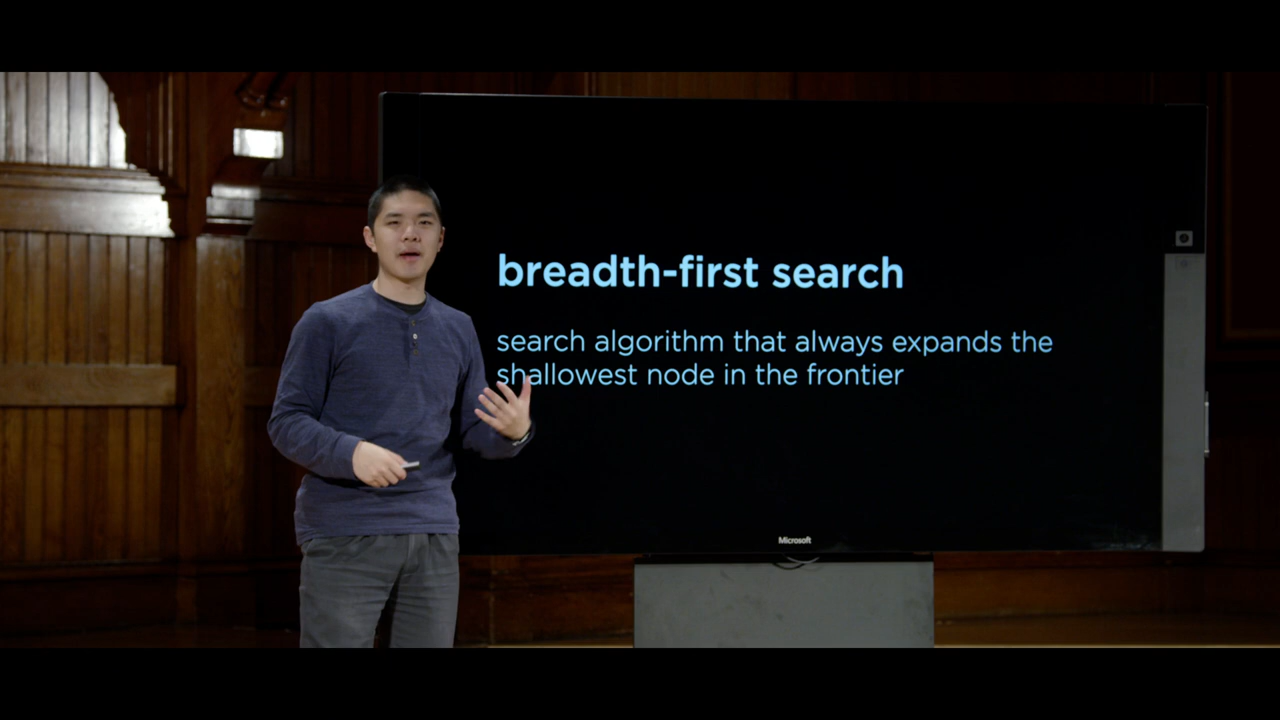 breadth-first search
search algorithm that always expands the
shallowest node in the frontier
Microsoft